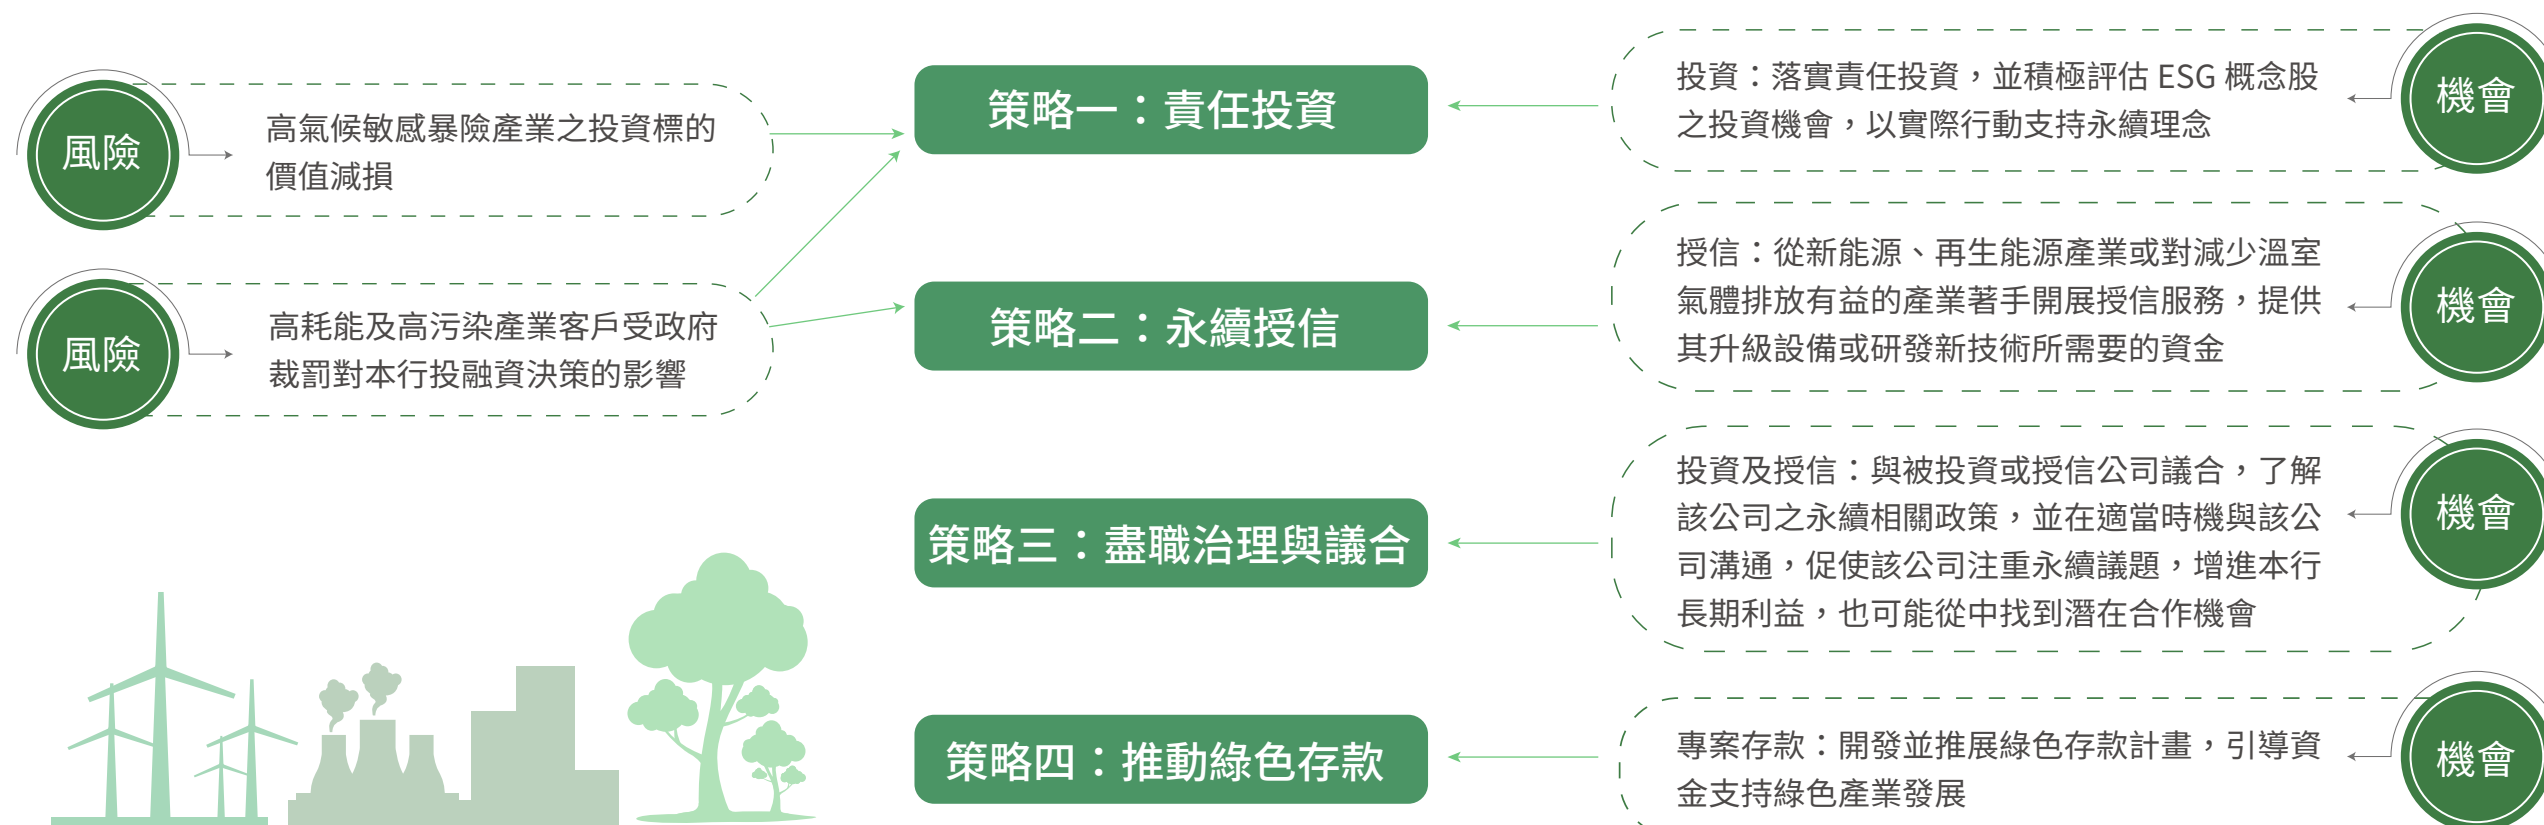 風險
高氣候敏感暴險產業之投資標的
價值減損
風險
高耗能及高污染產業客戶受政府
裁罰對本行投融資決策的影響
策略一：責任投資
策略二：永續授信
策略三：盡職治理與議合
策略四：推動綠色存款
投資：落實責任投資，並積極評估 ESG 概念股
之投資機會，以實際行動支持永續理念
機會
授信：從新能源、再生能源產業或對減少溫室
氣體排放有益的產業著手開展授信服務，提供
其升級設備或研發新技術所需要的資金
機會
投資及授信：與被投資或授信公司議合，了解
該公司之永續相關政策，並在適當時機與該公
司溝通，促使該公司注重永續議題，增進本行
長期利益，也可能從中找到潛在合作機會
機會
專案存款：開發並推展綠色存款計畫，引導資
金支持綠色產業發展
機會